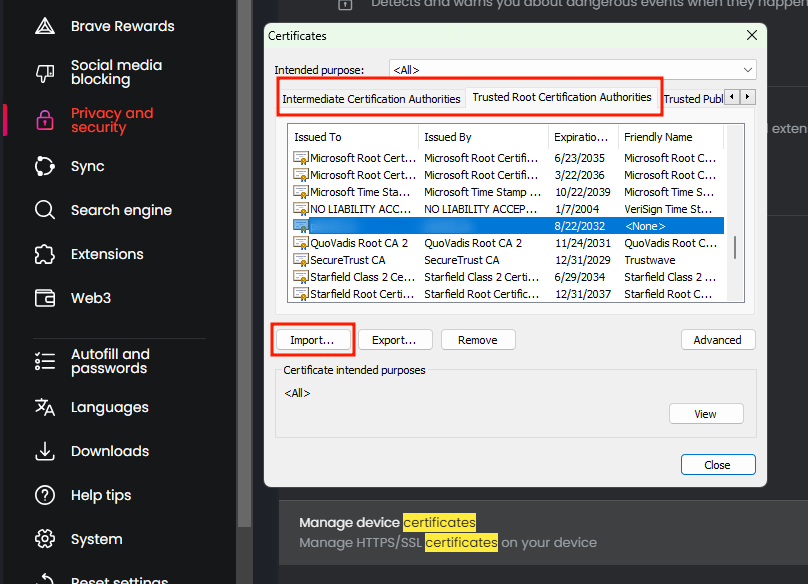 Detects and warns you about dangerous events when they happen
Brave Rewards
Social media
blocking
Privacy and
security
Sync
Search engine
Extensions
Web3
Autofill and
passwords
Languages
Downloads
Help tips
System
Reset settings
Certificates
Intended purpose: <All>
Intermediate Certification Authorities Trusted Root Certification Authorities Trusted Publ
Issued To Issued By Expiratio... Friendly Name
Microsoft Root Cert... Microsoft Root Certifi... 6/23/2035 Microsoft Root C...
Microsoft Root Cert... Microsoft Root Certifi... 3/22/2036 Microsoft Root C...
Microsoft Time Sta... Microsoft Time Stamp ... 10/22/2039 Microsoft Time S...
NO LIABILITY ACC... NO LIABILITY ACCEP... 1/7/2004 VeriSign Time St...
8/22/2032 <None>
QuoVadis Root CA 2 QuoVadis Root CA 2 11/24/2031 QuoVadis Root C...
SecureTrust CA SecureTrust CA 12/31/2029 Trustwave
Starfield Class 2 Ce... Starfield Class 2 Certi... 6/29/2034 Starfield Class 2 ...
Starfield Root Certi... Starfield Root Certific... 12/31/2037 Starfield Root C...
Import... Export... Remove Advanced
Certificate intended purposes
<All>
View
Close
exten
Manage device certificates
Manage HTTPS/SSL certificates on your device